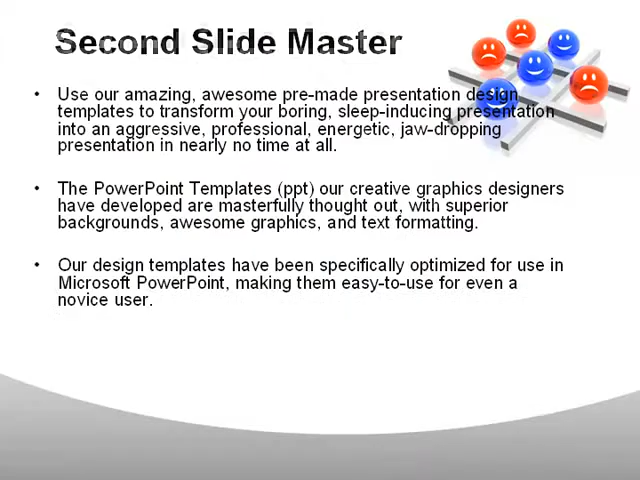 Second Slide Master
• Use our amazing, awesome pre-made presentation design
templates to transform your boring, sleep-inducing presentation
into an aggressive, professional, energetic, jaw-dropping
presentation in nearly no time at all.
• The PowerPoint Templates (ppt) our creative graphics designers
have developed are masterfully thought out, with superior
backgrounds, awesome graphics, and text formatting.
• Our design templates have been specifically optimized for use in
Microsoft PowerPoint, making them easy-to-use for even a
novice user.